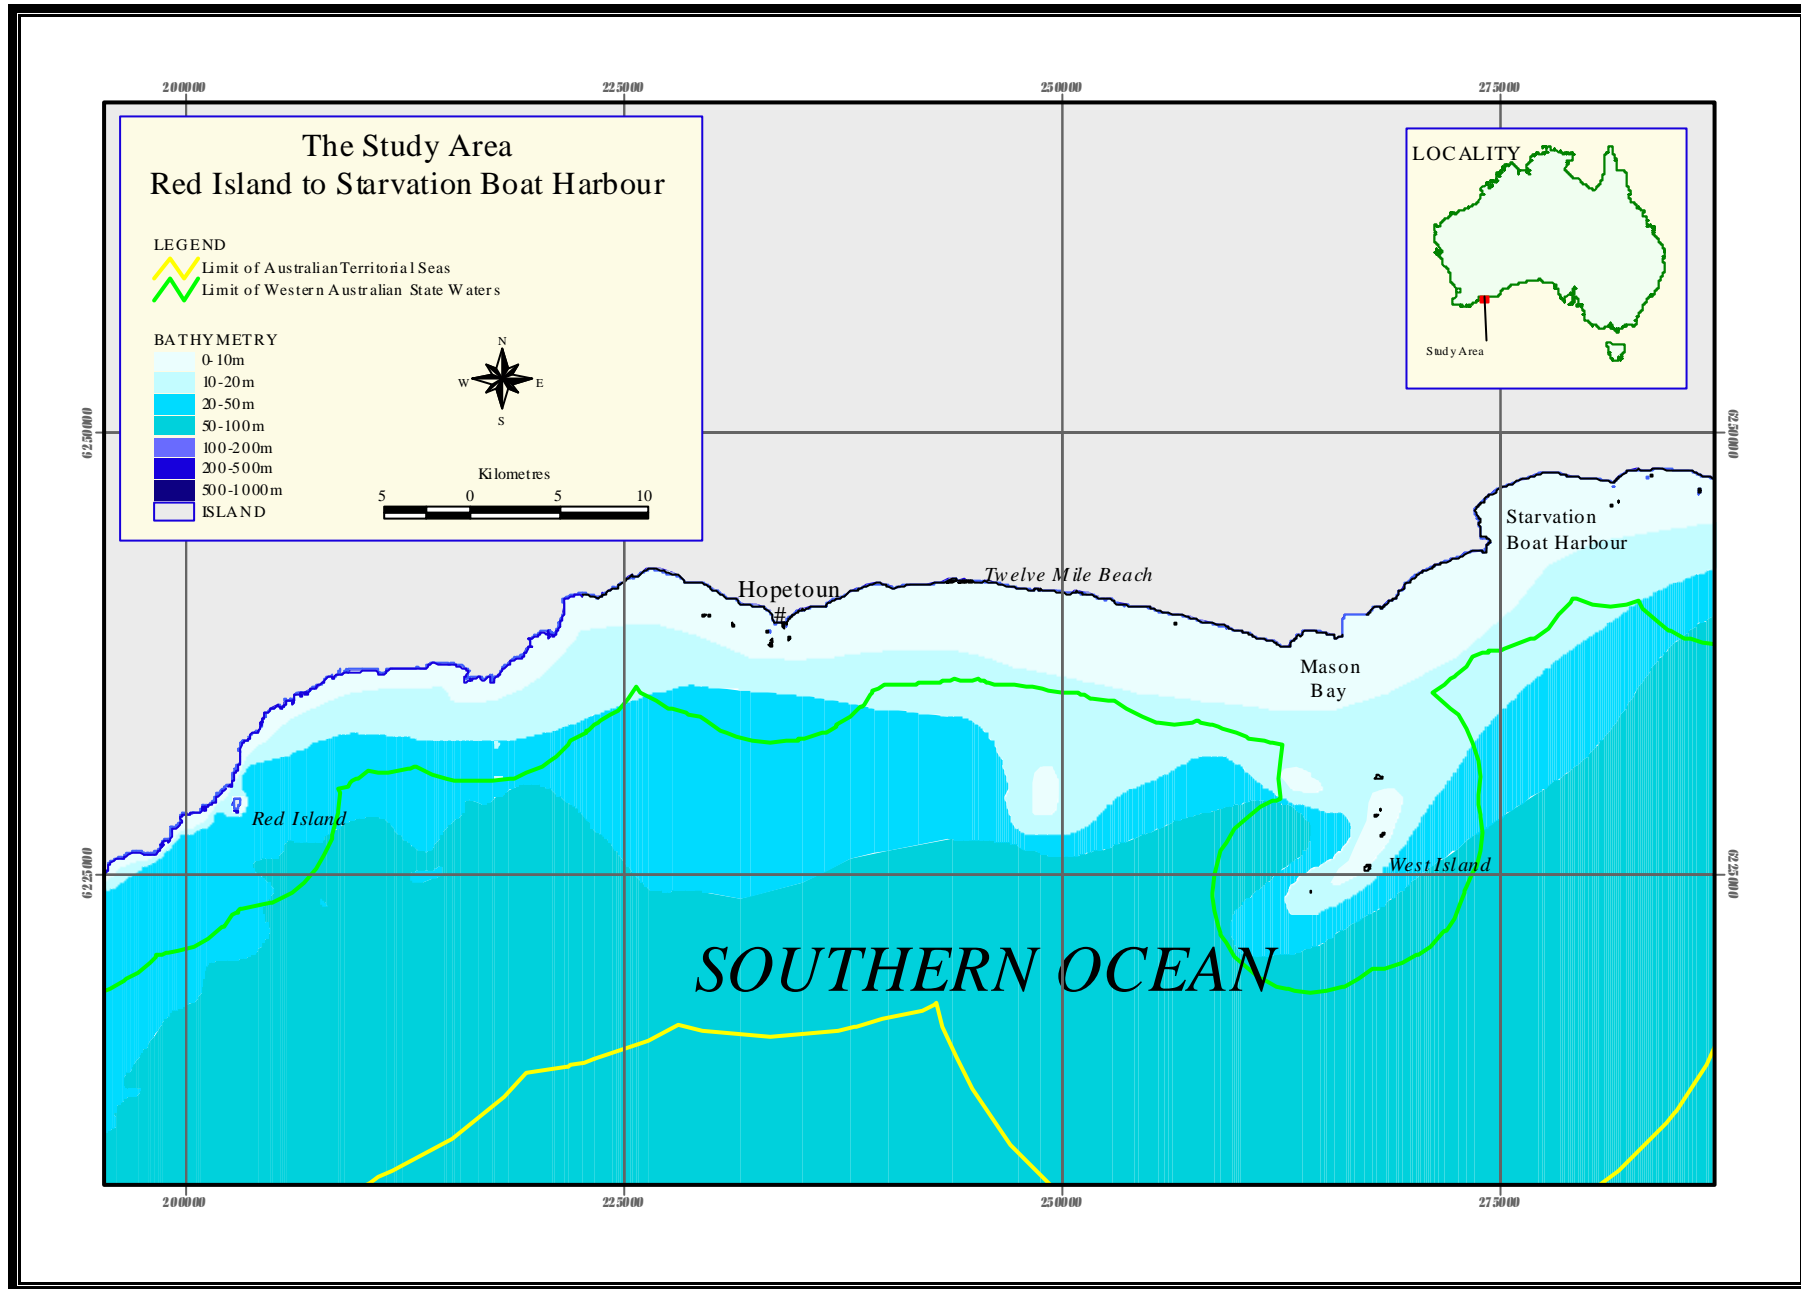 200000 225000 250000 275000
The Study Area
Red Island to Starvation Boat Harbour
LEGEND
Limit of Australian Territorial Seas
Limit of Western Australian State Waters
BATHYMETRY
0-10m
10-20m
20-50m
50-100m
100-200m
200-500m
500-1000m
ISLAND
N
W E
S
Kilometres
5 0 5 10
LOCALITY
Study Area
6250000 6250000
Starvation
Boat Harbour
Twelve Mile Beach
Hopetoun
#
Mason
Bay
Red Island
West Island
6225000 6225000
SOUTHERN OCEAN
200000 225000 250000 275000